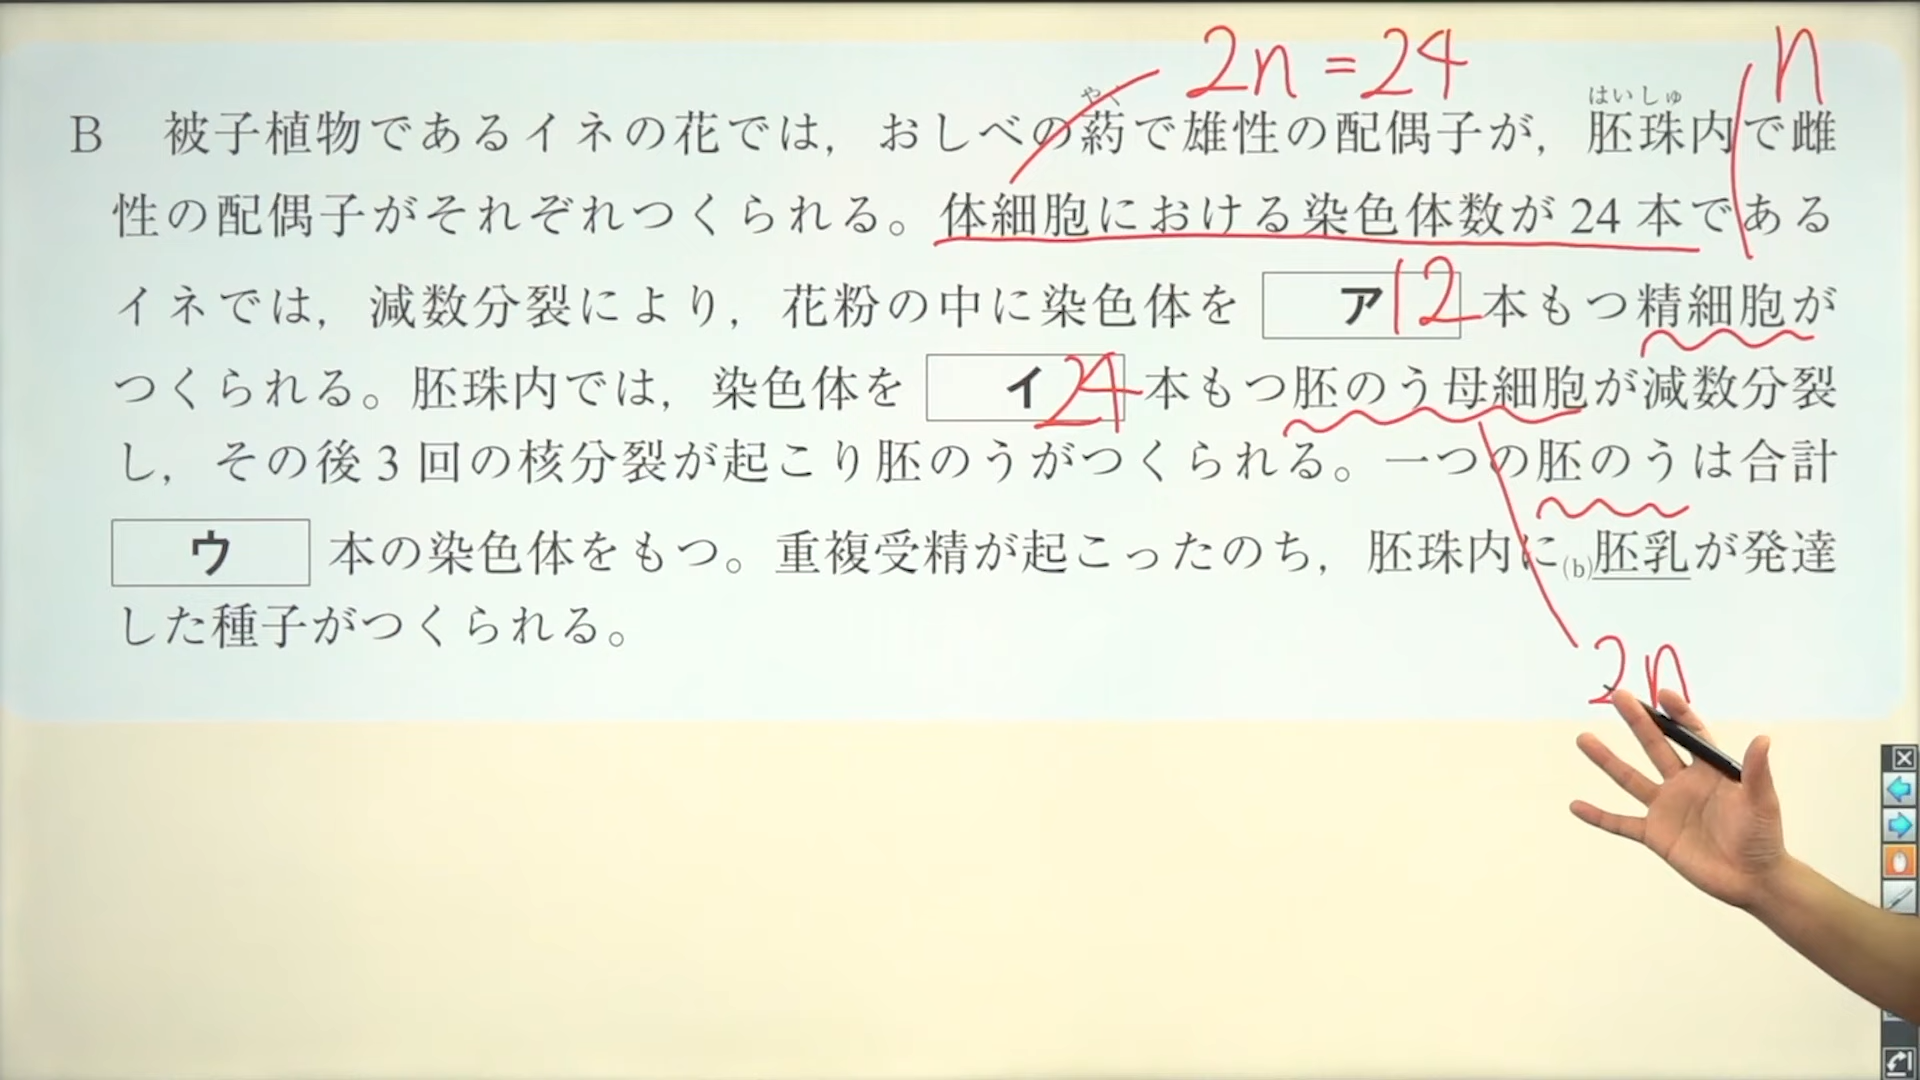 2n=24
n
やく
はいしゅ
B 被子植物であるイネの花では,おしべの葯で雄性の配偶子が,胚珠内で雌
性の配偶子がそれぞれつくられる。体細胞における染色体数が24本である
イネでは,減数分裂により,花粉の中に染色体を ア12 本もつ精細胞が
つくられる。胚珠内では,染色体を イ24 本もつ胚のう母細胞が減数分裂
し,その後3回の核分裂が起こり胚のうがつくられる。一つの胚のうは合計
ウ 本の染色体をもつ。重複受精が起こったのち,胚珠内に(b)胚乳が発達
した種子がつくられる。
2n